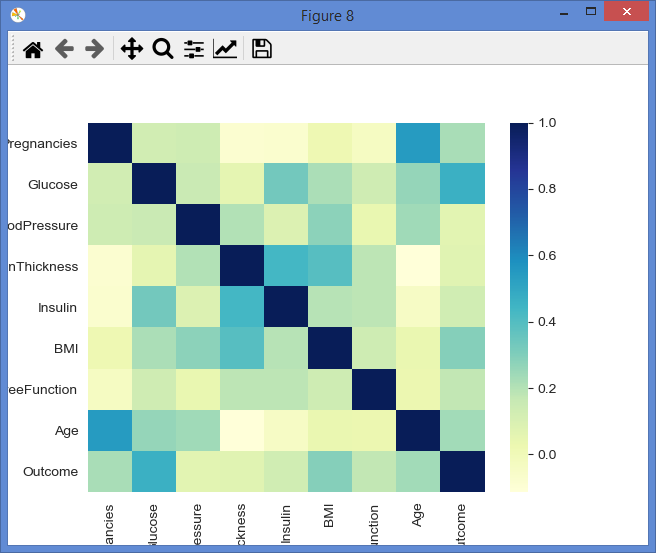 Figure 8
Pregnancies
Glucose
odPressure
nThickness
Insulin
BMI
reeFunction
Age
Outcome
1.0
0.8
0.6
0.4
0.2
0.0
ancies
lucose
essure
ckness
Insulin
BMI
unction
Age
utcome